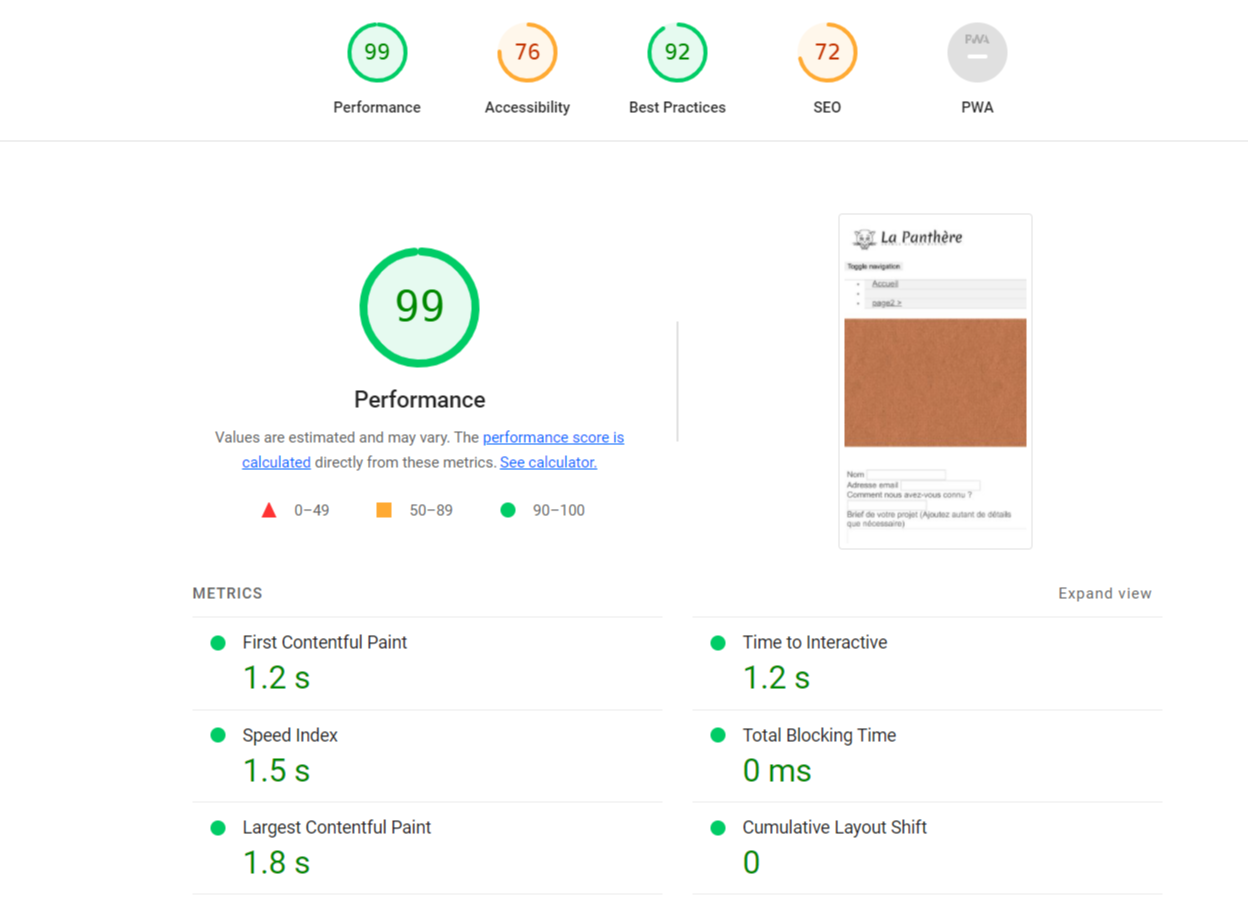 99
76
92
72
PWA
Performance
Accessibility
Best Practices
SEO
PWA
La Panthère
Toggle navigation
Accueil
page2 >
99
Performance
Values are estimated and may vary. The performance score is
calculated directly from these metrics. See calculator.
0–49
50–89
90–100
Nom
Adresse email
Comment nous avez-vous connu ?
Brief de votre projet (Ajoutez autant de détails
que nécessaire)
METRICS
Expand view
First Contentful Paint
1.2 s
Time to Interactive
1.2 s
Speed Index
1.5 s
Total Blocking Time
0 ms
Largest Contentful Paint
1.8 s
Cumulative Layout Shift
0